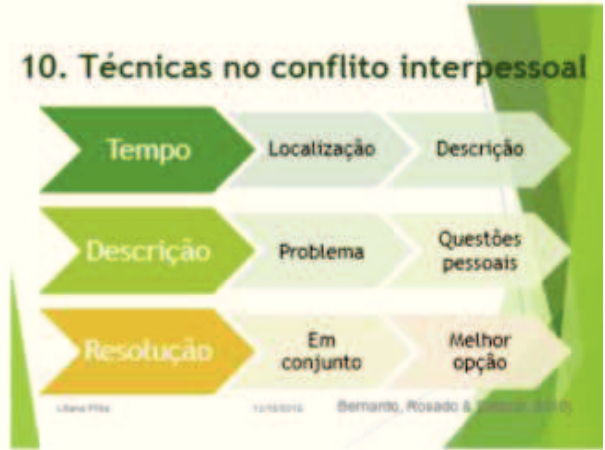 10. Técnicas no conflito interpessoal
Tempo
Localização
Descrição
Descrição
Problema
Questões
pessoais
Resolução
Em
conjunto
Melhor
opção
Bernardo, Rosado &